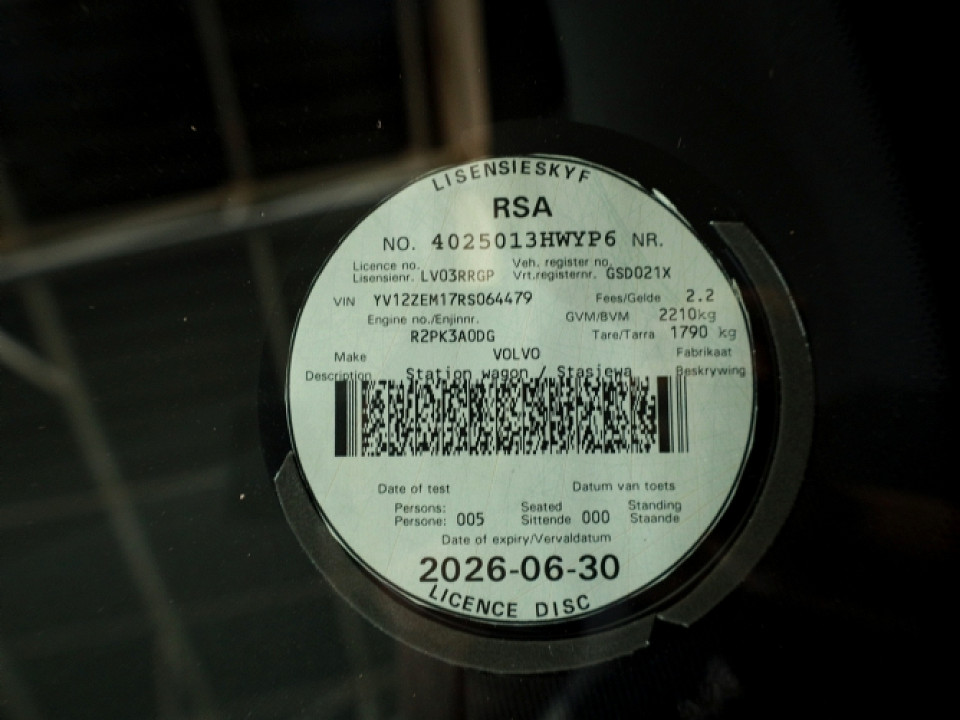 LISENSIESKYF
RSA
NO. 4025013HWYP6 NR.
Licence no. Veh. register no.
Lisensienr. LV03RRGP Vrt.registernr. GSD021X
VIN YV12ZEM17RS064479 Fees/Gelde 2.2
Engine no./Enjinnr. GVM/BVM 2210kg
R2PK3A0DG Tare/Tarra 1790 kg
Make VOLVO Fabrikaat
Description Station wagon / Stasiewa Beskrywing
Date of test Datum van toets
Persons: Seated Standing
Persone: 005 Sittende 000 Staande
Date of expiry/Vervaldatum
2026-06-30
LICENCE DISC